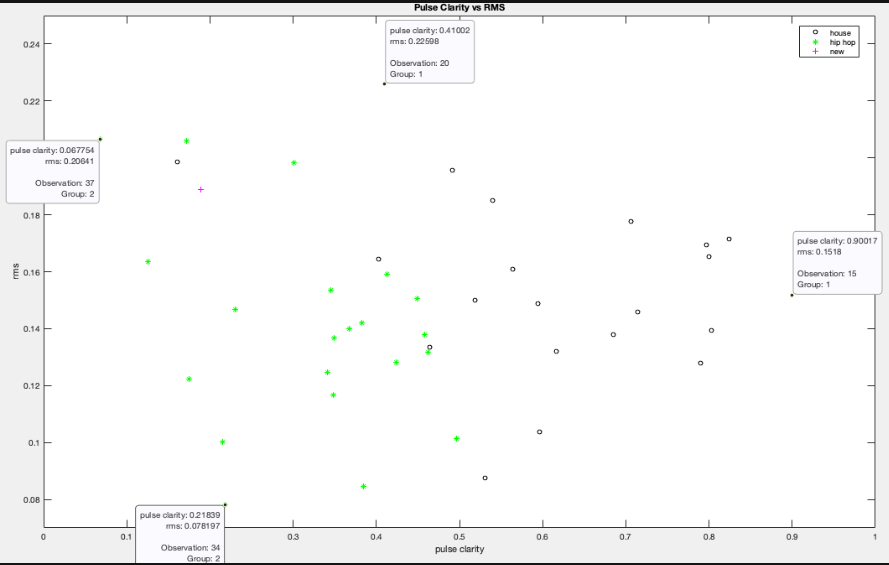 Pulse Clarity vs RMS
house
hip hop
new
pulse clarity: 0.41002
rms: 0.22598
Observation: 20
Group: 1
pulse clarity: 0.067754
rms: 0.20641
Observation: 37
Group: 2
pulse clarity: 0.90017
rms: 0.1518
Observation: 15
Group: 1
pulse clarity: 0.21839
rms: 0.078197
Observation: 34
Group: 2
rms
0.24
0.22
0.18
0.16
0.14
0.12
0.1
0.08
0
0.1
0.3
0.4
0.5
0.6
0.7
0.8
0.9
1
pulse clarity